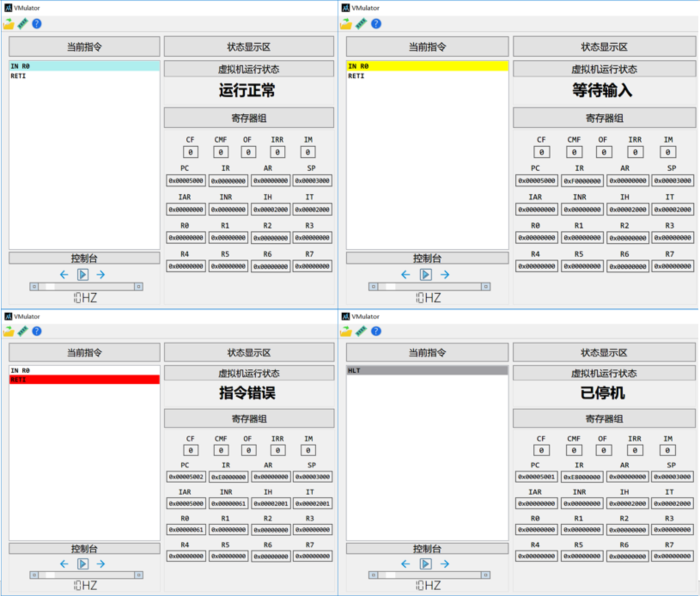 VMulator
当前指令
状态显示区
IN R0
RETI
虚拟机运行状态
运行正常
寄存器组
CF CMF OF IRR IM
0 0 0 0 0
PC IR AR SP
0x00005000 0x00000000 0x00000000 0x00003000
IAR INR IH IT
0x00000000 0x00000000 0x00002000 0x00002000
R0 R1 R2 R3
0x00000000 0x00000000 0x00000000 0x00000000
R4 R5 R6 R7
0x00000000 0x00000000 0x00000000 0x00000000
控制台
10HZ
VMulator
当前指令
状态显示区
IN R0
RETI
虚拟机运行状态
等待输入
寄存器组
CF CMF OF IRR IM
0 0 0 0 0
PC IR AR SP
0x00005000 0xF0000000 0x00000000 0x00003000
IAR INR IH IT
0x00000000 0x00000000 0x00002000 0x00002000
R0 R1 R2 R3
0x00000000 0x00000000 0x00000000 0x00000000
R4 R5 R6 R7
0x00000000 0x00000000 0x00000000 0x00000000
控制台
10HZ
VMulator
当前指令
状态显示区
IN R0
RETI
虚拟机运行状态
指令错误
寄存器组
CF CMF OF IRR IM
0 0 0 0 0
PC IR AR SP
0x00005002 0xE0000000 0x00000000 0x00003000
IAR INR IH IT
0x00005000 0x00000061 0x00002001 0x00002001
R0 R1 R2 R3
0x00000061 0x00000000 0x00000000 0x00000000
R4 R5 R6 R7
0x00000000 0x00000000 0x00000000 0x00000000
控制台
10HZ
VMulator
当前指令
状态显示区
HLT
虚拟机运行状态
已停机
寄存器组
CF CMF OF IRR IM
0 0 0 0 0
PC IR AR SP
0x00005001 0xE8000000 0x00000000 0x00003000
IAR INR IH IT
0x00000000 0x00000000 0x00002000 0x00002000
R0 R1 R2 R3
0x00000000 0x00000000 0x00000000 0x00000000
R4 R5 R6 R7
0x00000000 0x00000000 0x00000000 0x00000000
控制台
10HZ